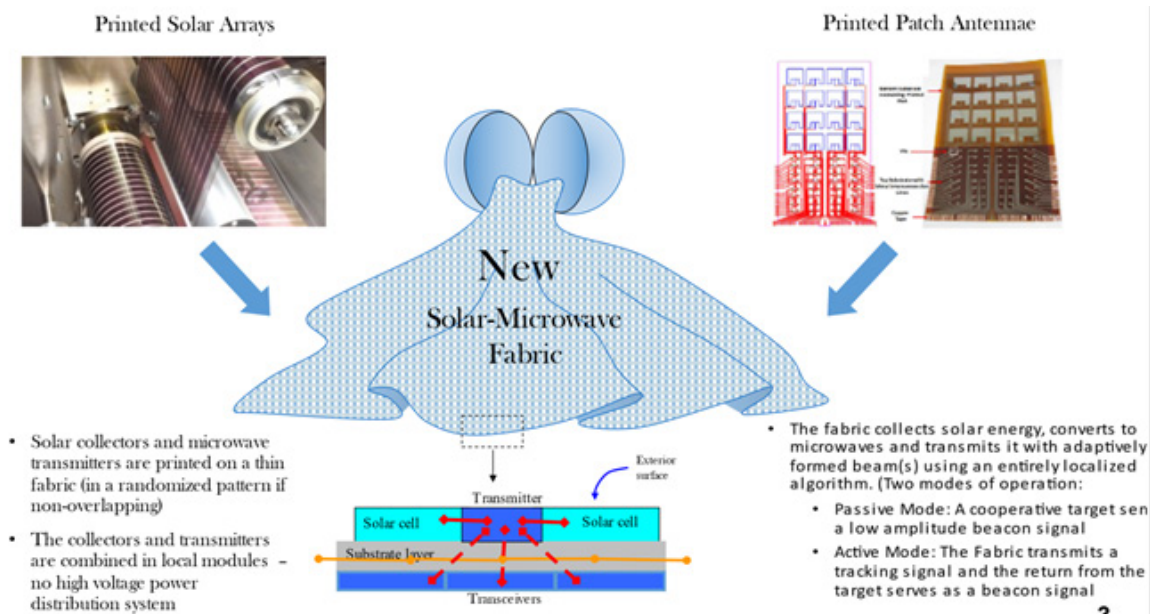 Printed Solar Arrays
Printed Patch Antennae
New
Solar-Microwave
Fabric
• Solar collectors and microwave
transmitters are printed on a thin
fabric (in a randomized pattern if
non-overlapping)
• The collectors and transmitters
are combined in local modules –
no high voltage power
distribution system
Exterior
surface
Transmitter
Solar cell
Solar cell
Substrate layer
Transceivers
• The fabric collects solar energy, converts to
microwaves and transmits it with adaptively
formed beam(s) using an entirely localized
algorithm. (Two modes of operation:
• Passive Mode: A cooperative target sen
a low amplitude beacon signal
• Active Mode: The Fabric transmits a
tracking signal and the return from the
target serves as a beacon signal